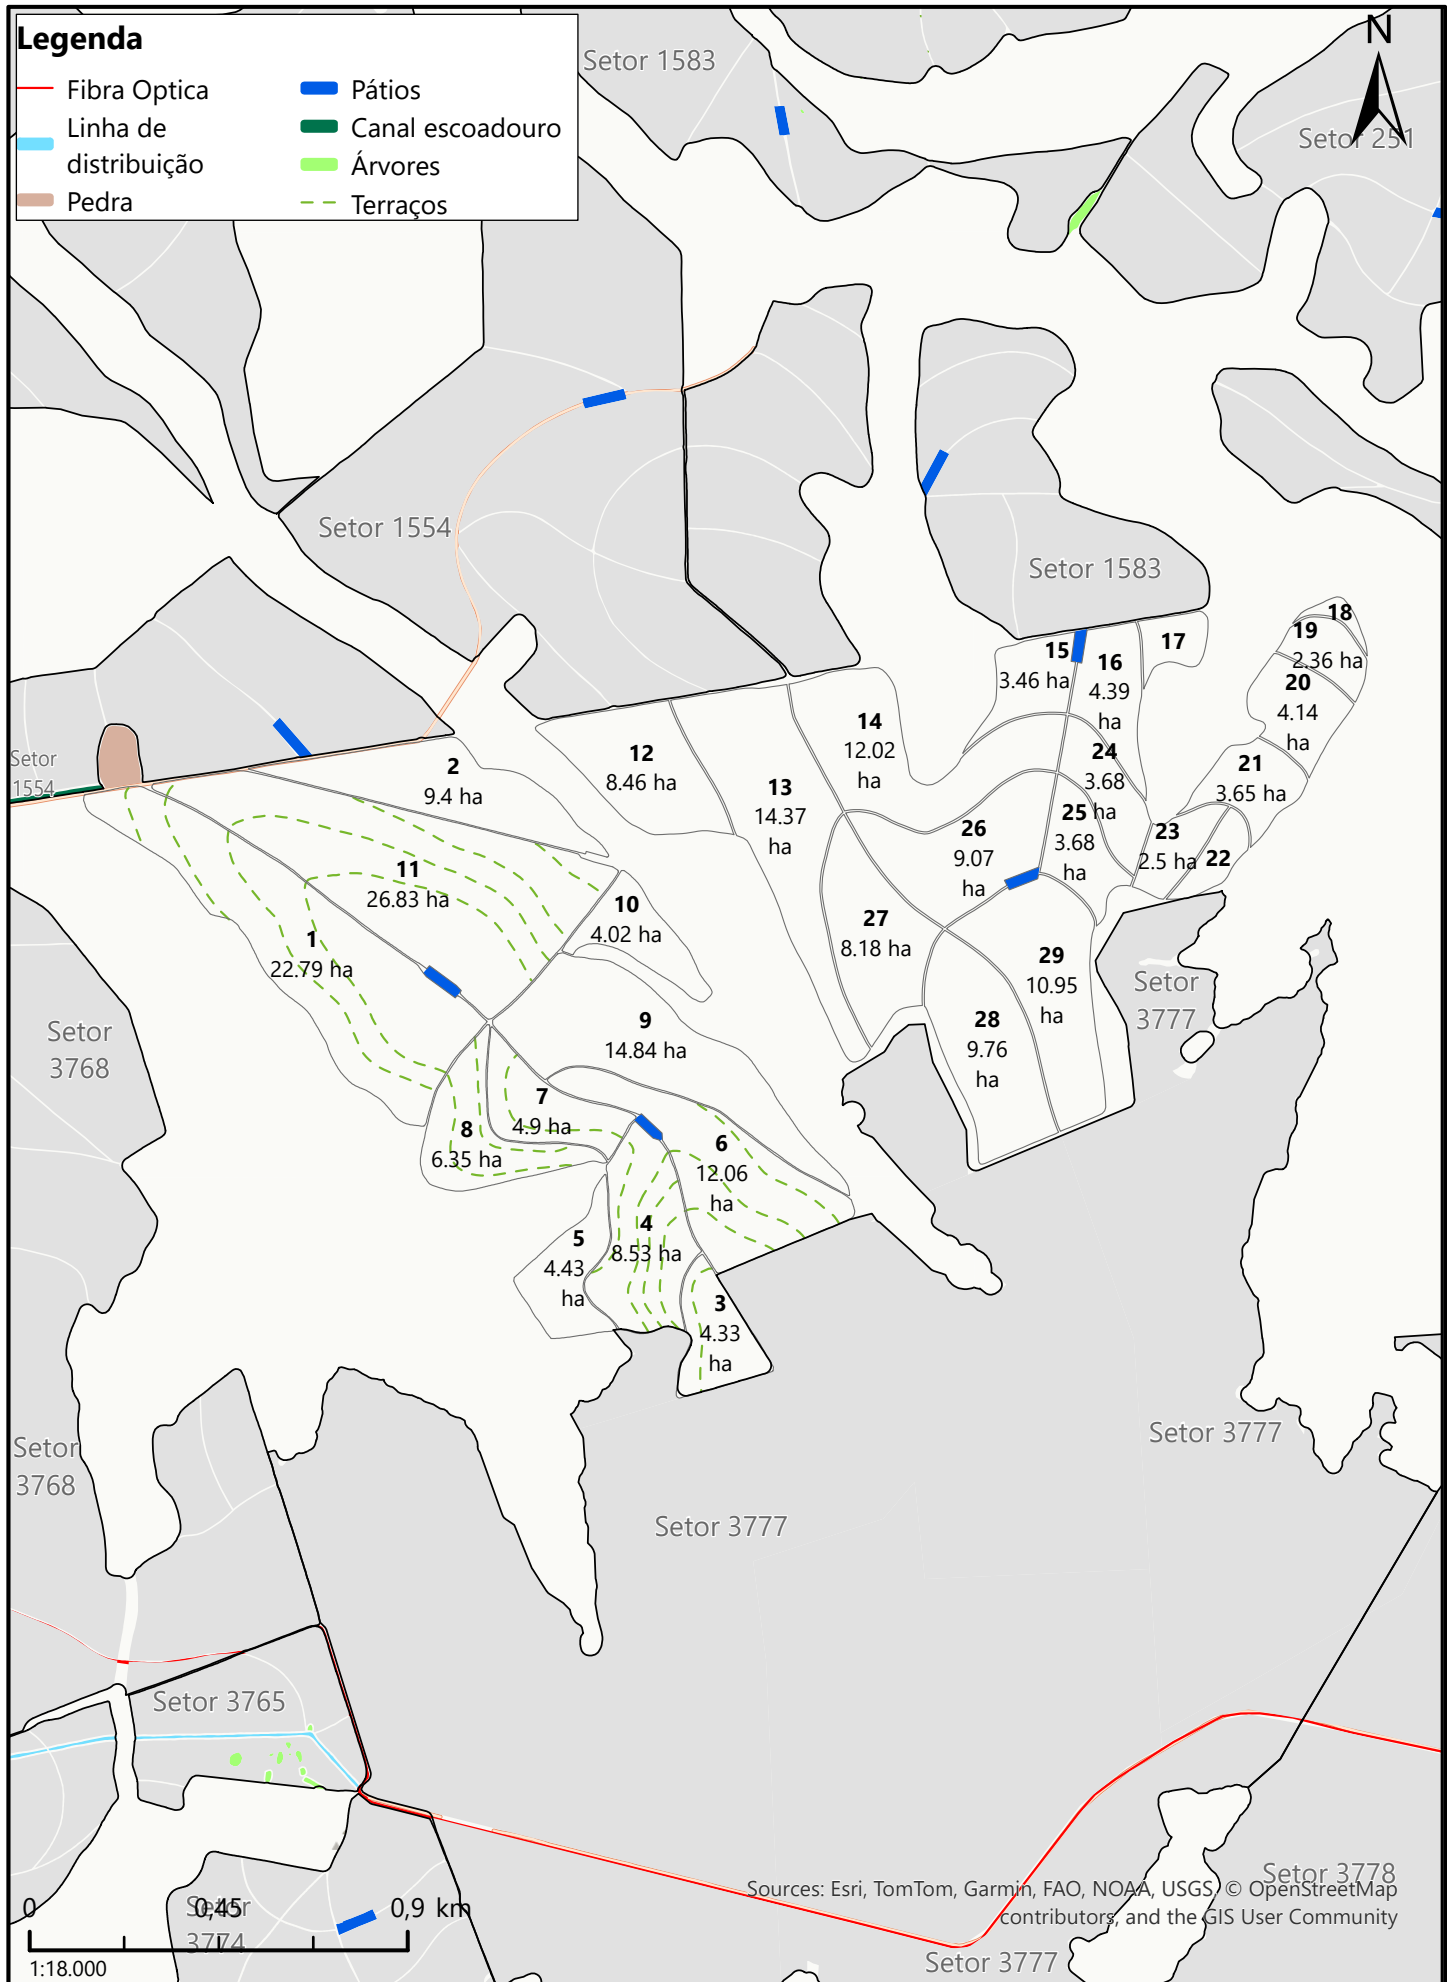 Legenda
Fibra Optica
Linha de
distribuição
Pedra
Pátios
Canal escoadouro
Árvores
Terraços
N
Setor 1583
Setor 251
Setor 1554
Setor 1583
18
19
2.36 ha
20
4.14
ha
21
3.65 ha
22
23
2.5 ha
17
15
3.46 ha
16
4.39
ha
24
3.68
ha
25
3.68
ha
26
9.07
ha
14
12.02
ha
12
8.46 ha
13
14.37
ha
27
8.18 ha
29
10.95
ha
28
9.76
ha
Setor
1554
2
9.4 ha
11
26.83 ha
10
4.02 ha
1
22.79 ha
9
14.84 ha
7
4.9 ha
8
6.35 ha
6
12.06
ha
5
4.43
ha
4
8.53 ha
3
4.33
ha
Setor
3777
Setor
3768
Setor
3768
Setor 3777
Setor 3777
Setor 3765
Setor 3778
Setor
3774
Setor 3777
Sources: Esri, TomTom, Garmin, FAO, NOAA, USGS, © OpenStreetMap
contributors, and the GIS User Community
0 0,45 0,9 km
1:18.000